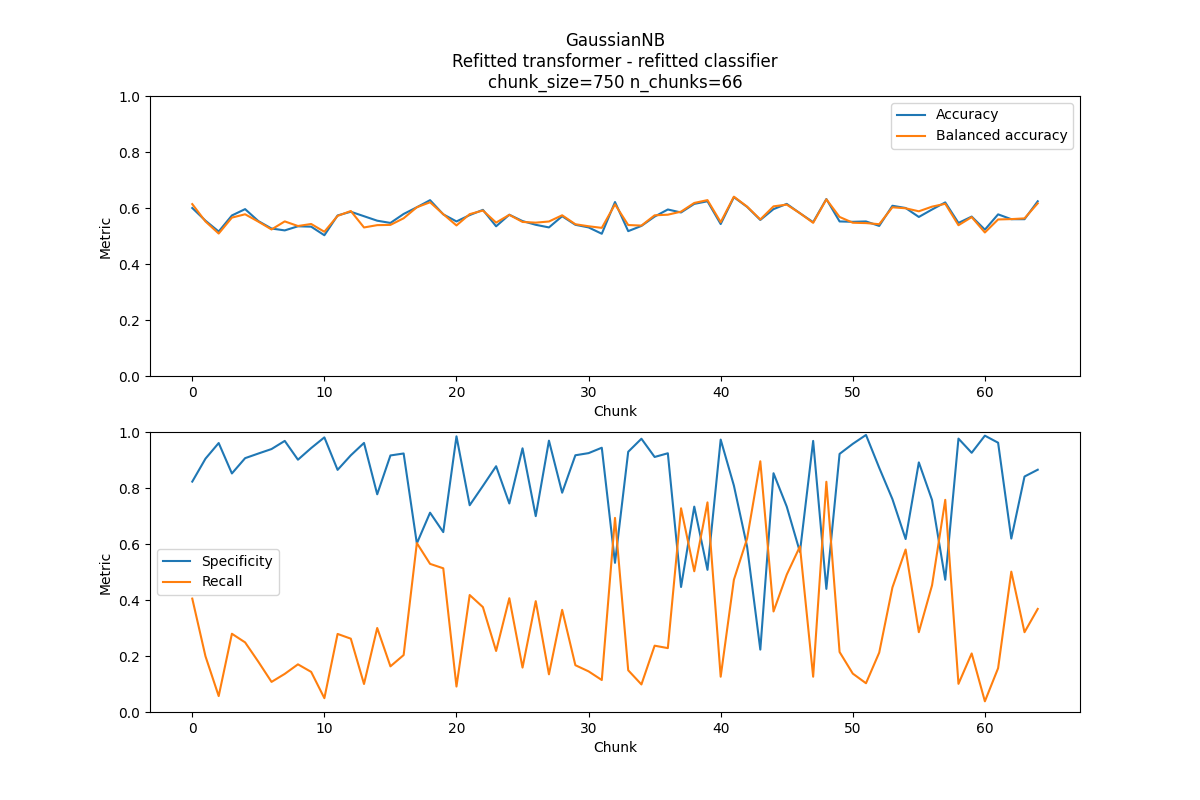 GaussianNB
Refitted transformer - refitted classifier
chunk_size=750 n_chunks=66
1.0
0.8
0.6
0.4
0.2
0.0
Metric
Accuracy
Balanced accuracy
0 10 20 30 40 50 60
Chunk
1.0
0.8
0.6
0.4
0.2
0.0
Metric
Specificity
Recall
0 10 20 30 40 50 60
Chunk